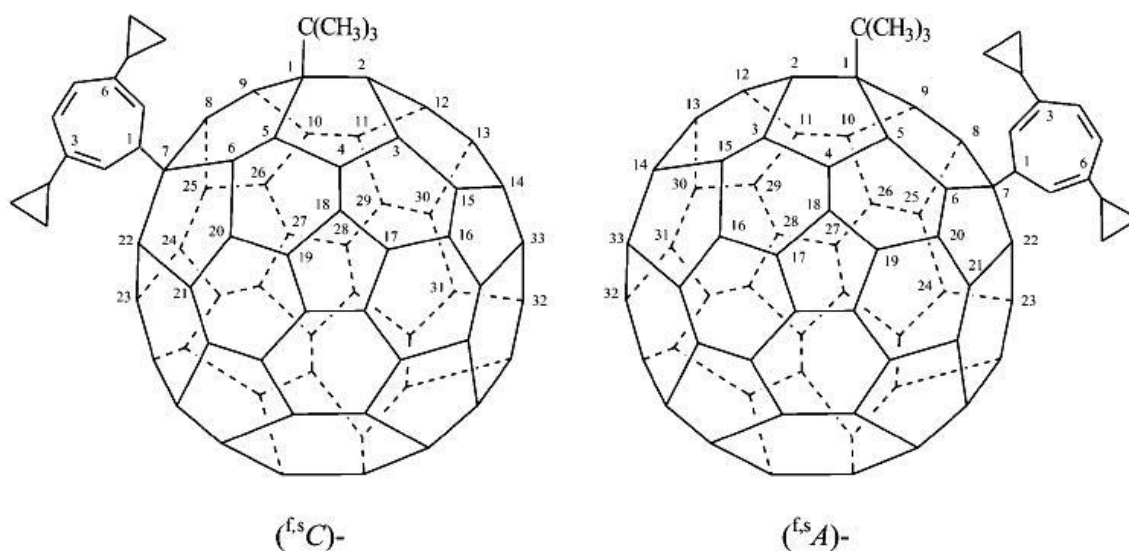 C(CH₃)₃
1 2
9 12
8 10 11 13
6 5
3 1 4 3
7 6 14
26 30 15
25 18 29
27 28 17 16
22 24 20 19 33
31
23 21 32
(ᶠ,ˢC)-
C(CH₃)₃
2 1
12 9
13 11 10 8
3 5 3
14 15 4 6 1 6
30 29 26 25 7
18
28 27
33 31 16 20 22
17 19 21
32 24 23
(ᶠ,ˢA)-